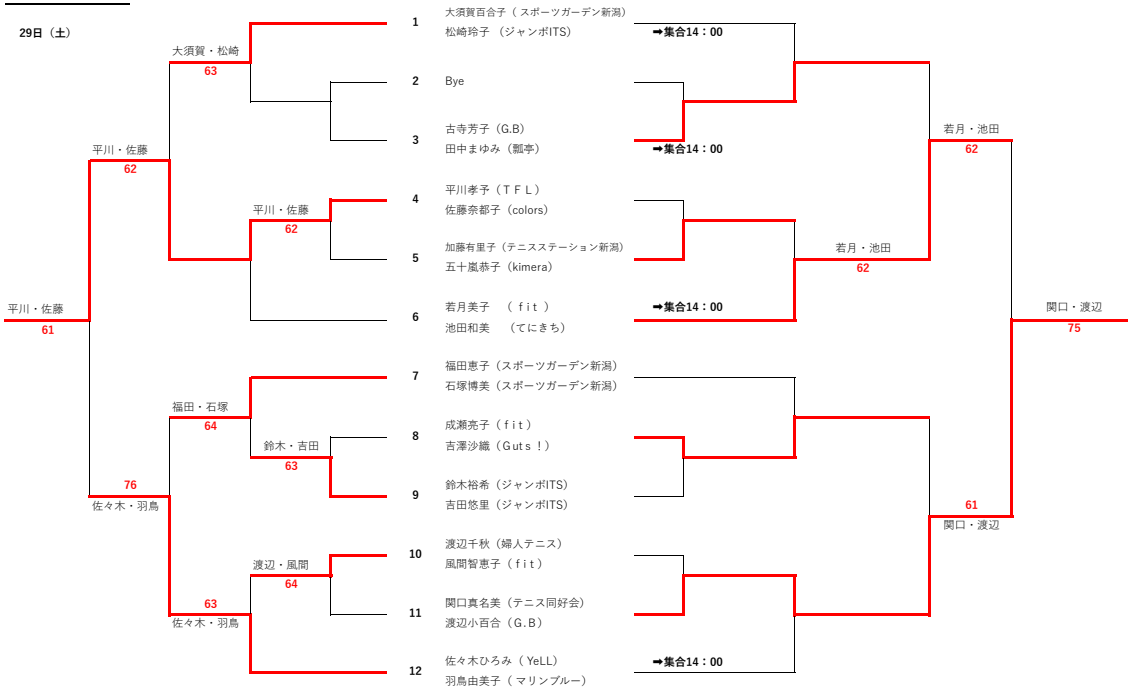 29日（土）
1
大須賀百合子（ スポーツガーデン新潟）
松崎玲子 （ジャンボITS）
➡集合14：00
大須賀・松崎
63
2
Bye
3
古寺芳子（G.B）
田中まゆみ（瓢亭）
➡集合14：00
若月・池田
62
平川・佐藤
62
4
平川孝予（ＴＦＬ）
佐藤奈都子（colors）
平川・佐藤
62
5
加藤有里子（テニスステーション新潟）
五十嵐恭子（kimera）
若月・池田
62
6
若月美子　（ ｆｉｔ ）
池田和美　（てにきち）
➡集合14：00
平川・佐藤
61
関口・渡辺
75
7
福田恵子（スポーツガーデン新潟）
石塚博美（スポーツガーデン新潟）
福田・石塚
64
8
成瀬亮子（ｆｉｔ）
吉澤沙織（Guts！）
鈴木・吉田
63
9
鈴木裕希（ジャンボITS）
吉田悠里（ジャンボITS）
76
佐々木・羽鳥
61
関口・渡辺
10
渡辺千秋（婦人テニス）
風間智恵子（ｆｉｔ）
渡辺・風間
64
11
関口真名美（テニス同好会）
渡辺小百合（Ｇ.Ｂ）
63
佐々木・羽鳥
12
佐々木ひろみ（ YeLL）
羽鳥由美子（ マリンブルー）
➡集合14：00